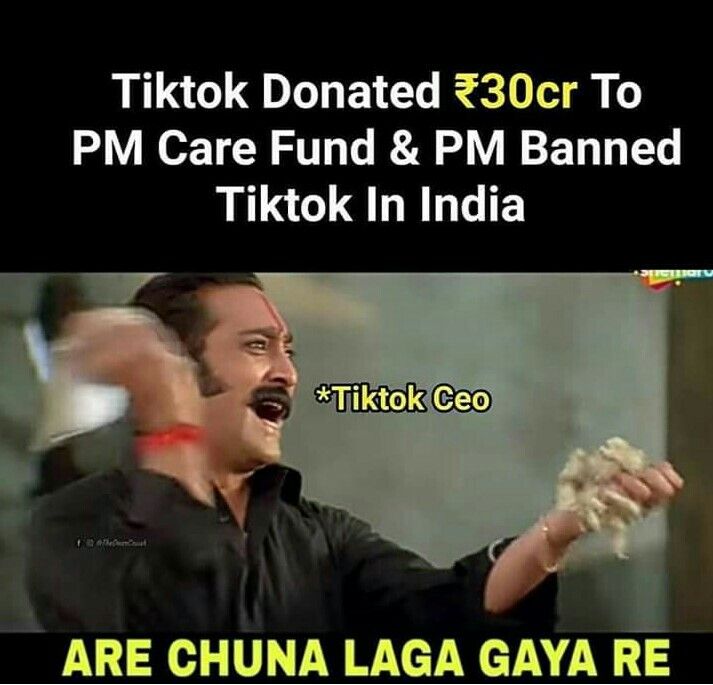 Tiktok Donated ₹30cr To
PM Care Fund & PM Banned
Tiktok In India
*Tiktok Ceo
ARE CHUNA LAGA GAYA RE